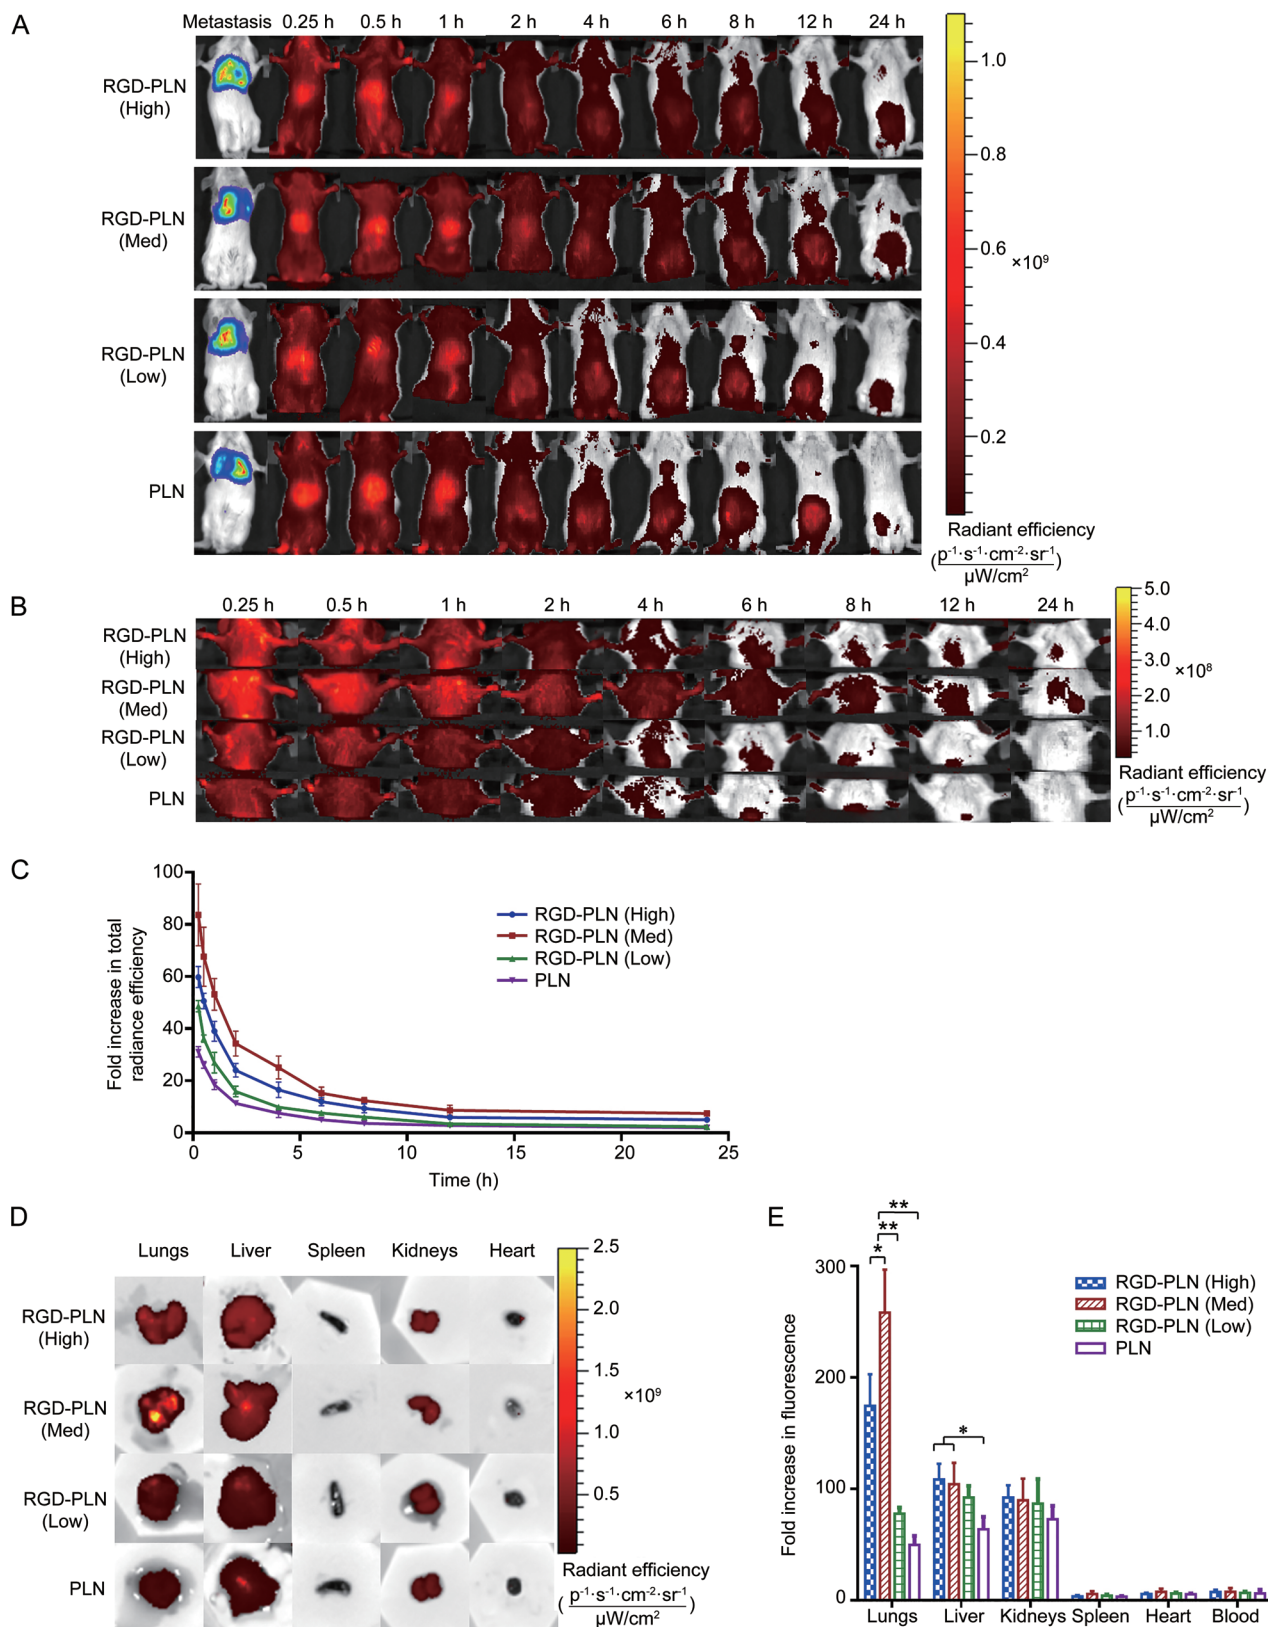 A
Metastasis 0.25 h 0.5 h 1 h 2 h 4 h 6 h 8 h 12 h 24 h
RGD-PLN
(High)
RGD-PLN
(Med)
RGD-PLN
(Low)
PLN
1.0
0.8
0.6
×10⁹
0.4
0.2
Radiant efficiency
(p⁻¹·s⁻¹·cm⁻²·sr⁻¹)
µW/cm²
B
0.25 h 0.5 h 1 h 2 h 4 h 6 h 8 h 12 h 24 h
RGD-PLN
(High)
RGD-PLN
(Med)
RGD-PLN
(Low)
PLN
5.0
4.0
3.0
×10⁸
2.0
1.0
Radiant efficiency
(p⁻¹·s⁻¹·cm⁻²·sr⁻¹)
µW/cm²
C
Fold increase in total
radiance efficiency
100
80
60
40
20
0
0 5 10 15 20 25
Time (h)
RGD-PLN (High)
RGD-PLN (Med)
RGD-PLN (Low)
PLN
D
Lungs Liver Spleen Kidneys Heart
RGD-PLN
(High)
RGD-PLN
(Med)
RGD-PLN
(Low)
PLN
2.5
2.0
1.5
×10⁹
1.0
0.5
Radiant efficiency
(p⁻¹·s⁻¹·cm⁻²·sr⁻¹)
µW/cm²
E
Fold increase in fluorescence
300
200
100
0
**
**
*
*
RGD-PLN (High)
RGD-PLN (Med)
RGD-PLN (Low)
PLN
Lungs Liver Kidneys Spleen Heart Blood